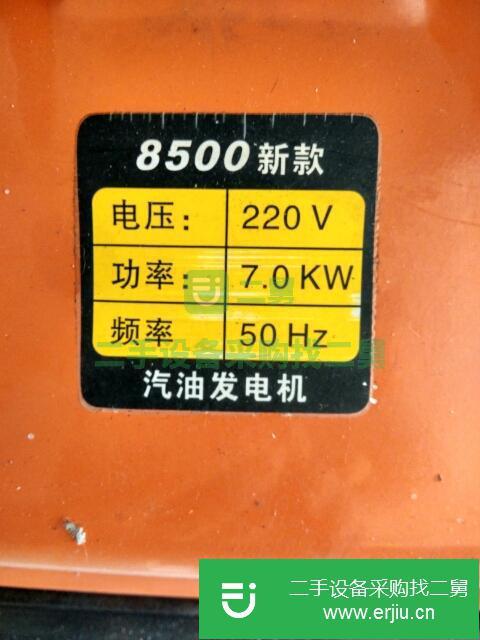 8500新款
电压： 220 V
功率： 7.0 KW
二舅
频率 50 Hz
二手设备采购找二舅
汽油发电机
二手设备采购找二舅
www.erjiu.cn